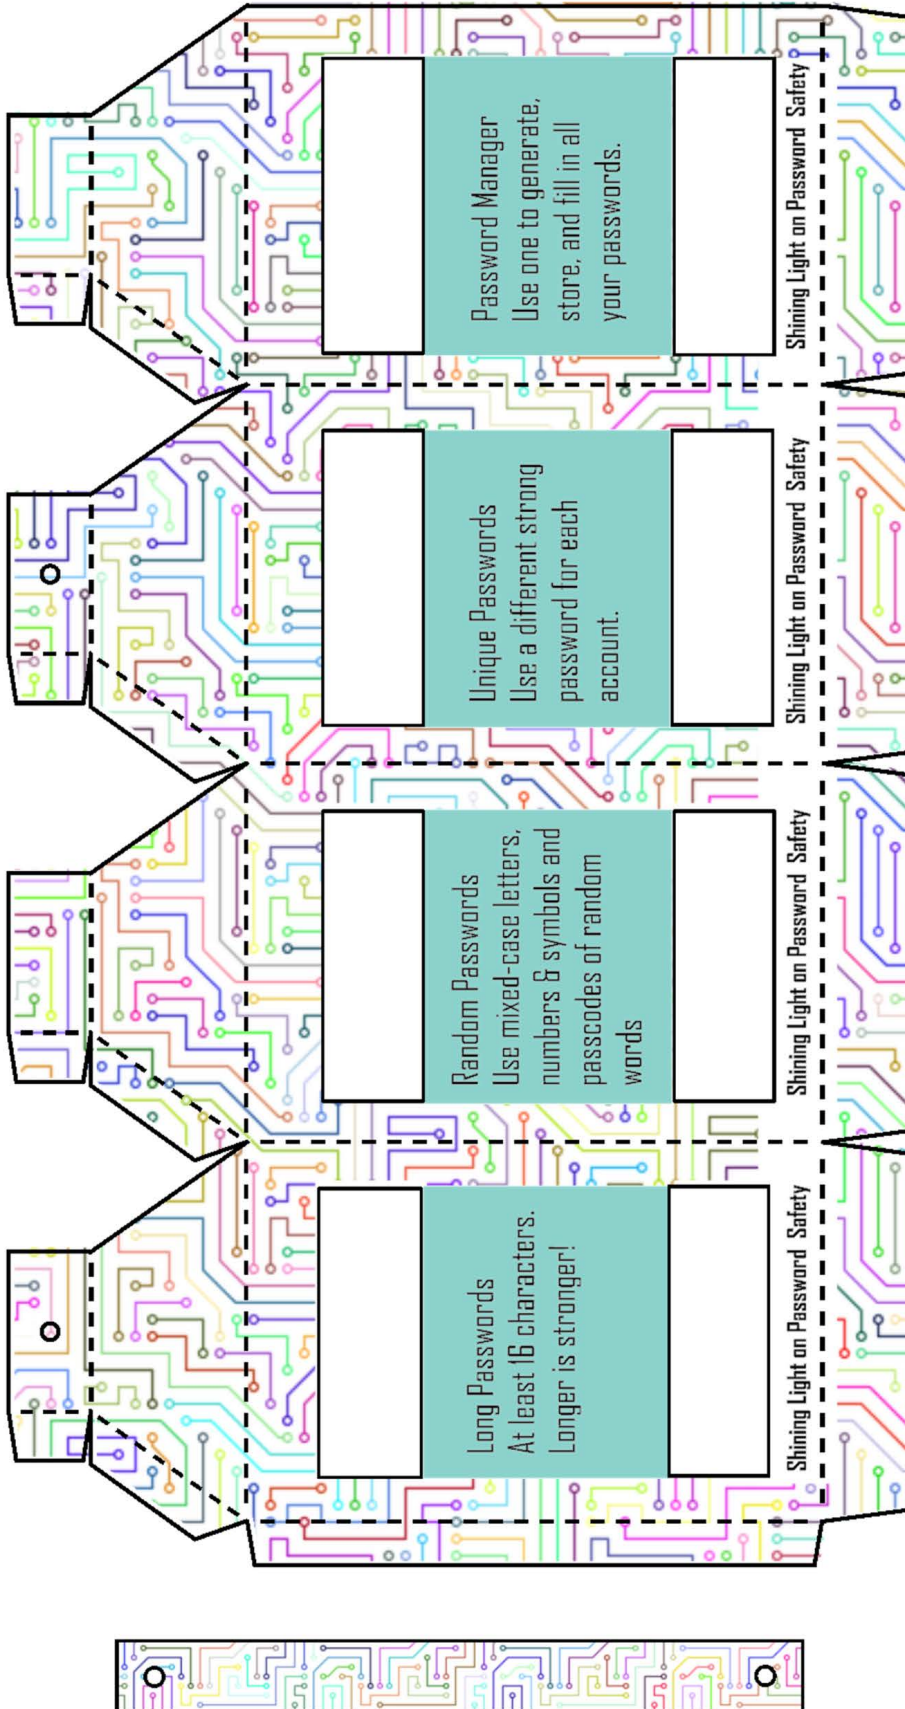 Password Manager
Use one to generate,
store, and fill in all
your passwords.
Shining Light on Password Safety
Unique Passwords
Use a different strong
password for each
account.
Shining Light on Password Safety
Random Passwords
Use mixed-case letters,
numbers & symbols and
passcodes of random
words
Shining Light on Password Safety
Long Passwords
At least 16 characters.
Longer is stronger!
Shining Light on Password Safety